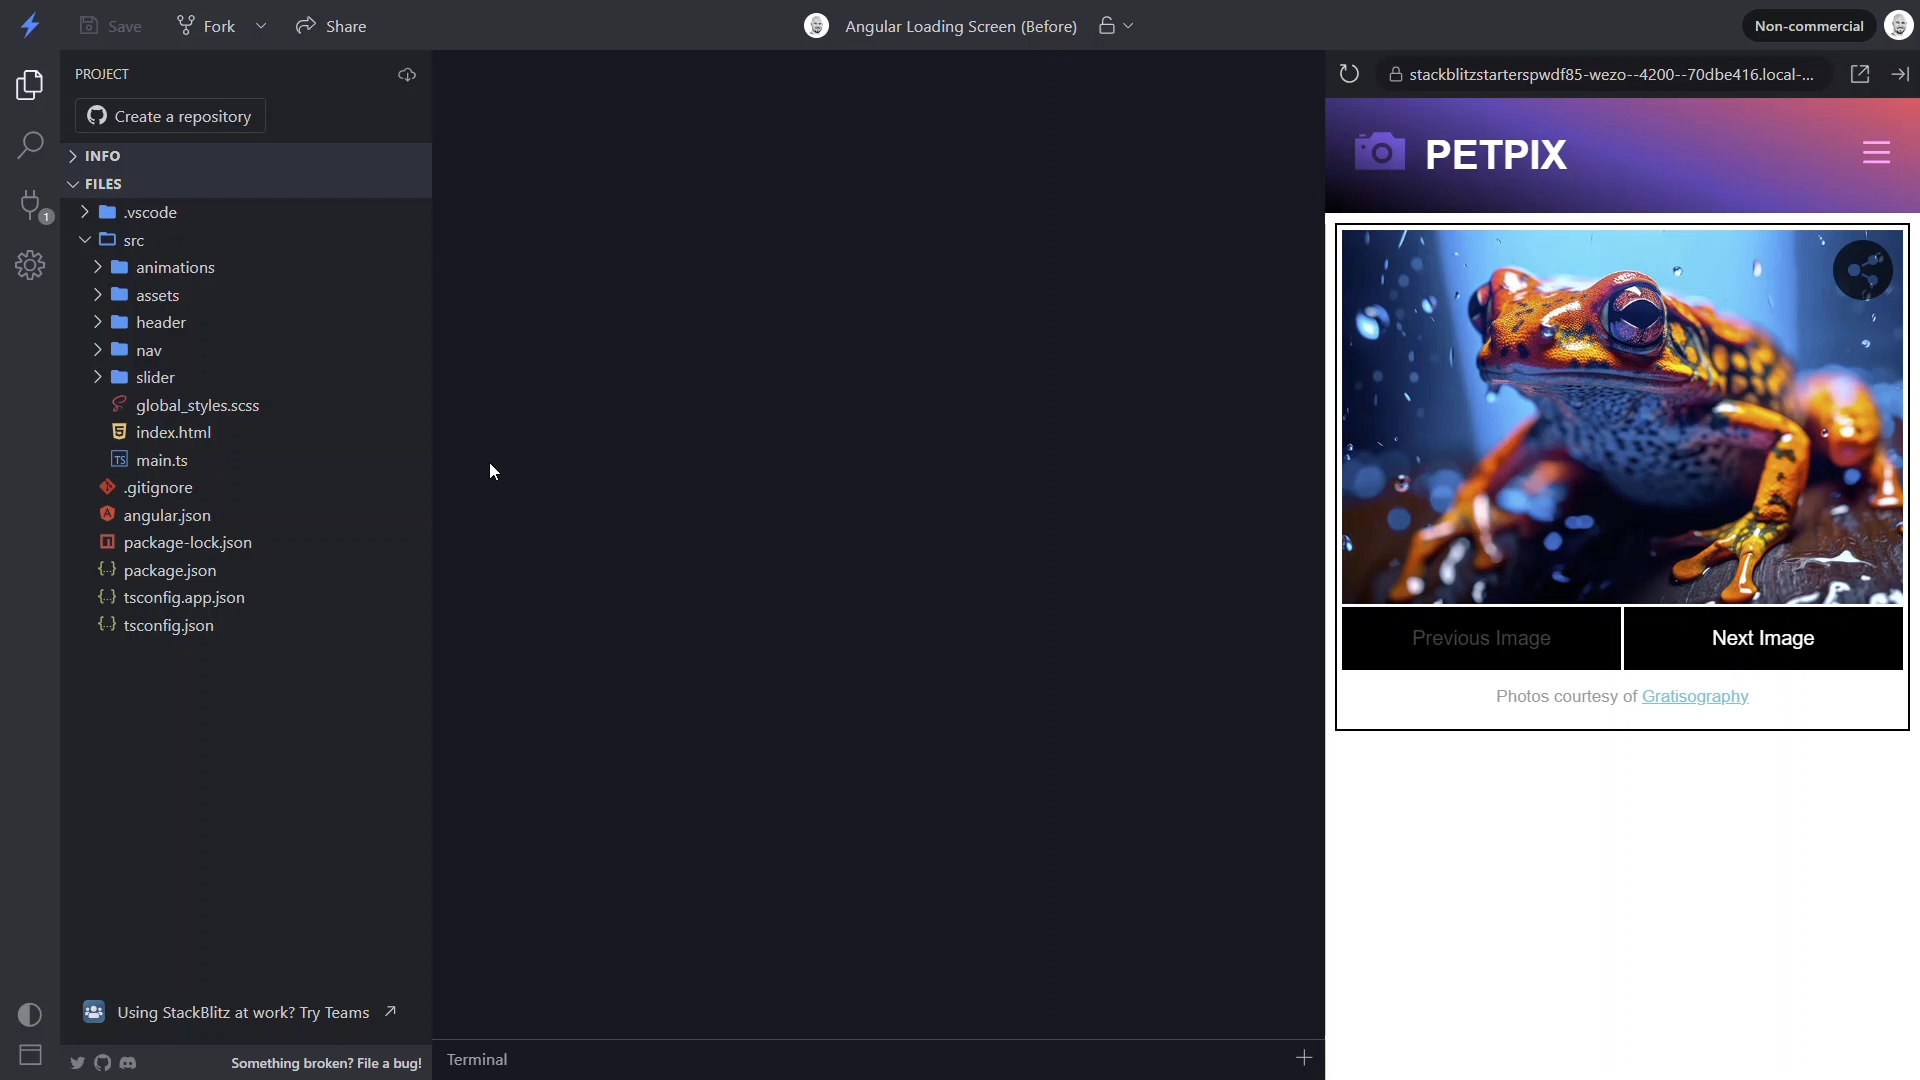 Save
Fork
Share
Angular Loading Screen (Before)
Non-commercial
PROJECT
Create a repository
INFO
FILES
.vscode
src
animations
assets
header
nav
slider
global_styles.scss
index.html
main.ts
.gitignore
angular.json
package-lock.json
package.json
tsconfig.app.json
tsconfig.json
1
Using StackBlitz at work? Try Teams
Something broken? File a bug!
Terminal
stackblitzstarterspwdf85-wezo--4200--70dbe416.local-...
PETPIX
Previous Image
Next Image
Photos courtesy of Gratisography